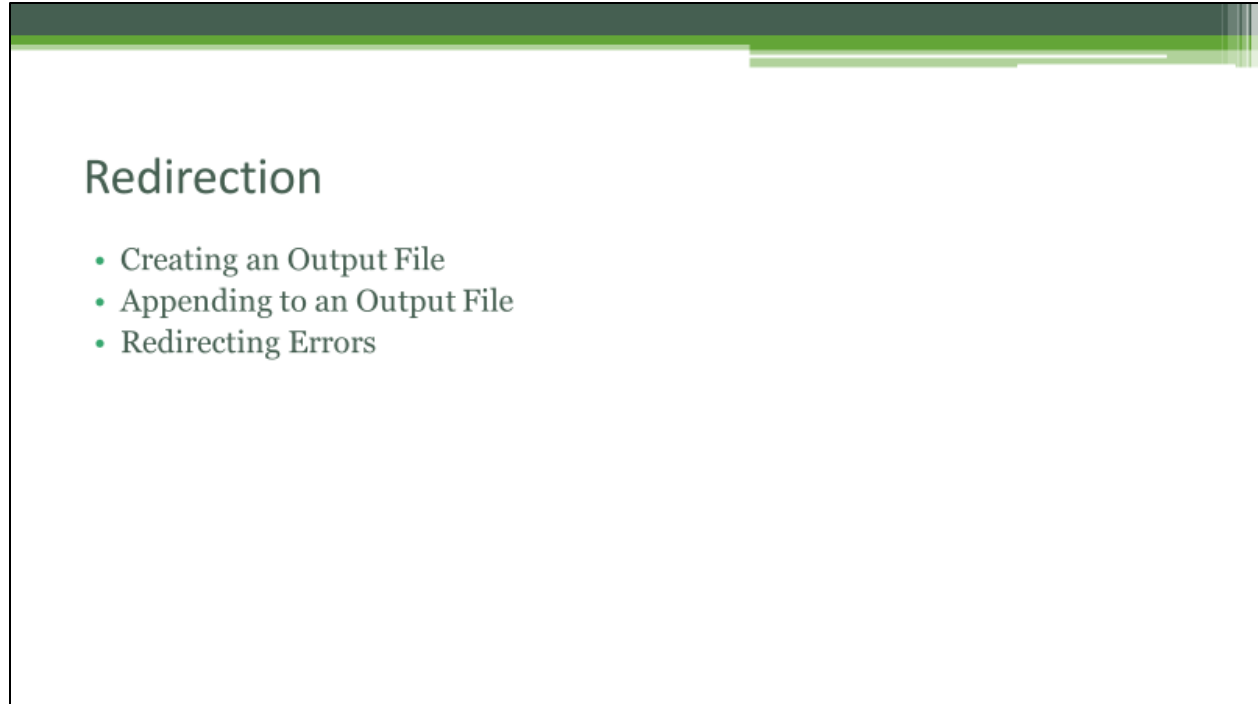 Redirection
• Creating an Output File
• Appending to an Output File
• Redirecting Errors